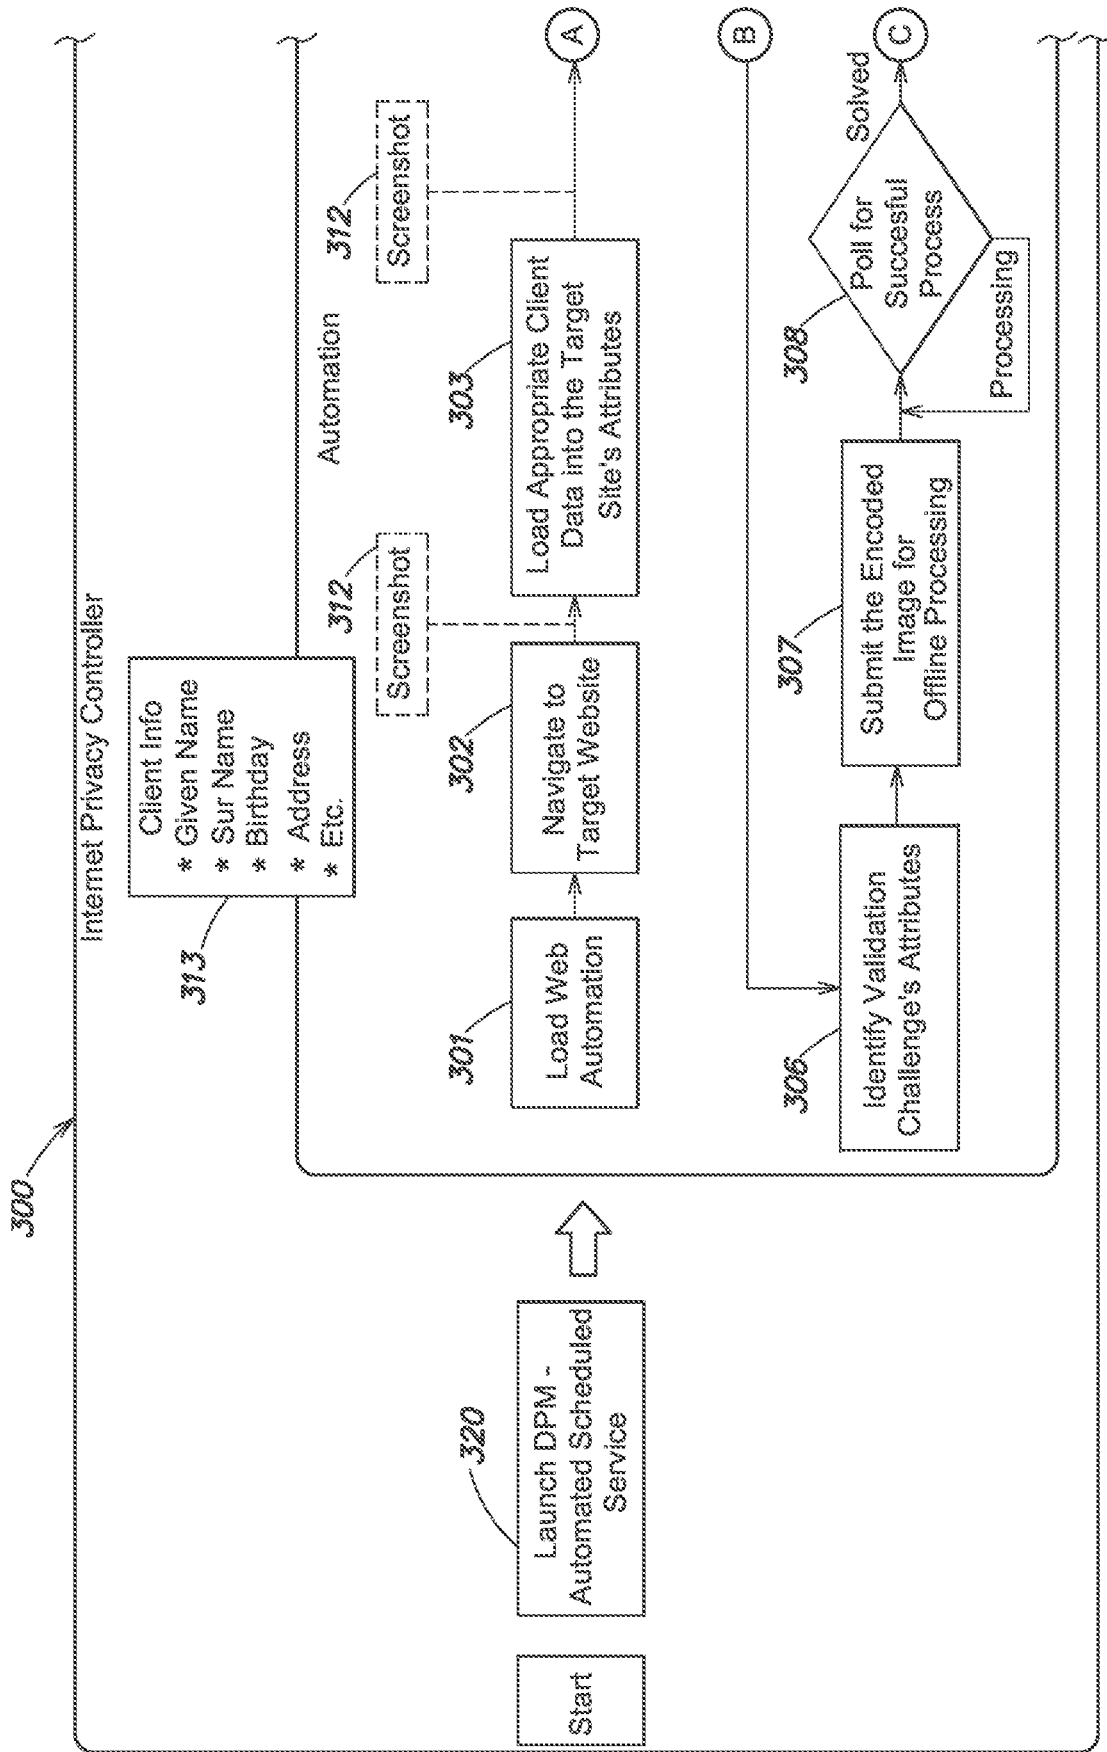 300
Internet Privacy Controller
Start
320
Launch DPM -
Automated Scheduled
Service
313
Client Info
* Given Name
* Sur Name
* Birthday
* Address
* Etc.
Automation
301
Load Web
Automation
302
Navigate to
Target Website
312
Screenshot
303
Load Appropriate Client
Data into the Target
Site's Attributes
312
Screenshot
A
B
306
Identify Validation
Challenge's Attributes
307
Submit the Encoded
Image for
Offline Processing
308
Poll for
Succesful
Process
Processing
Solved
C